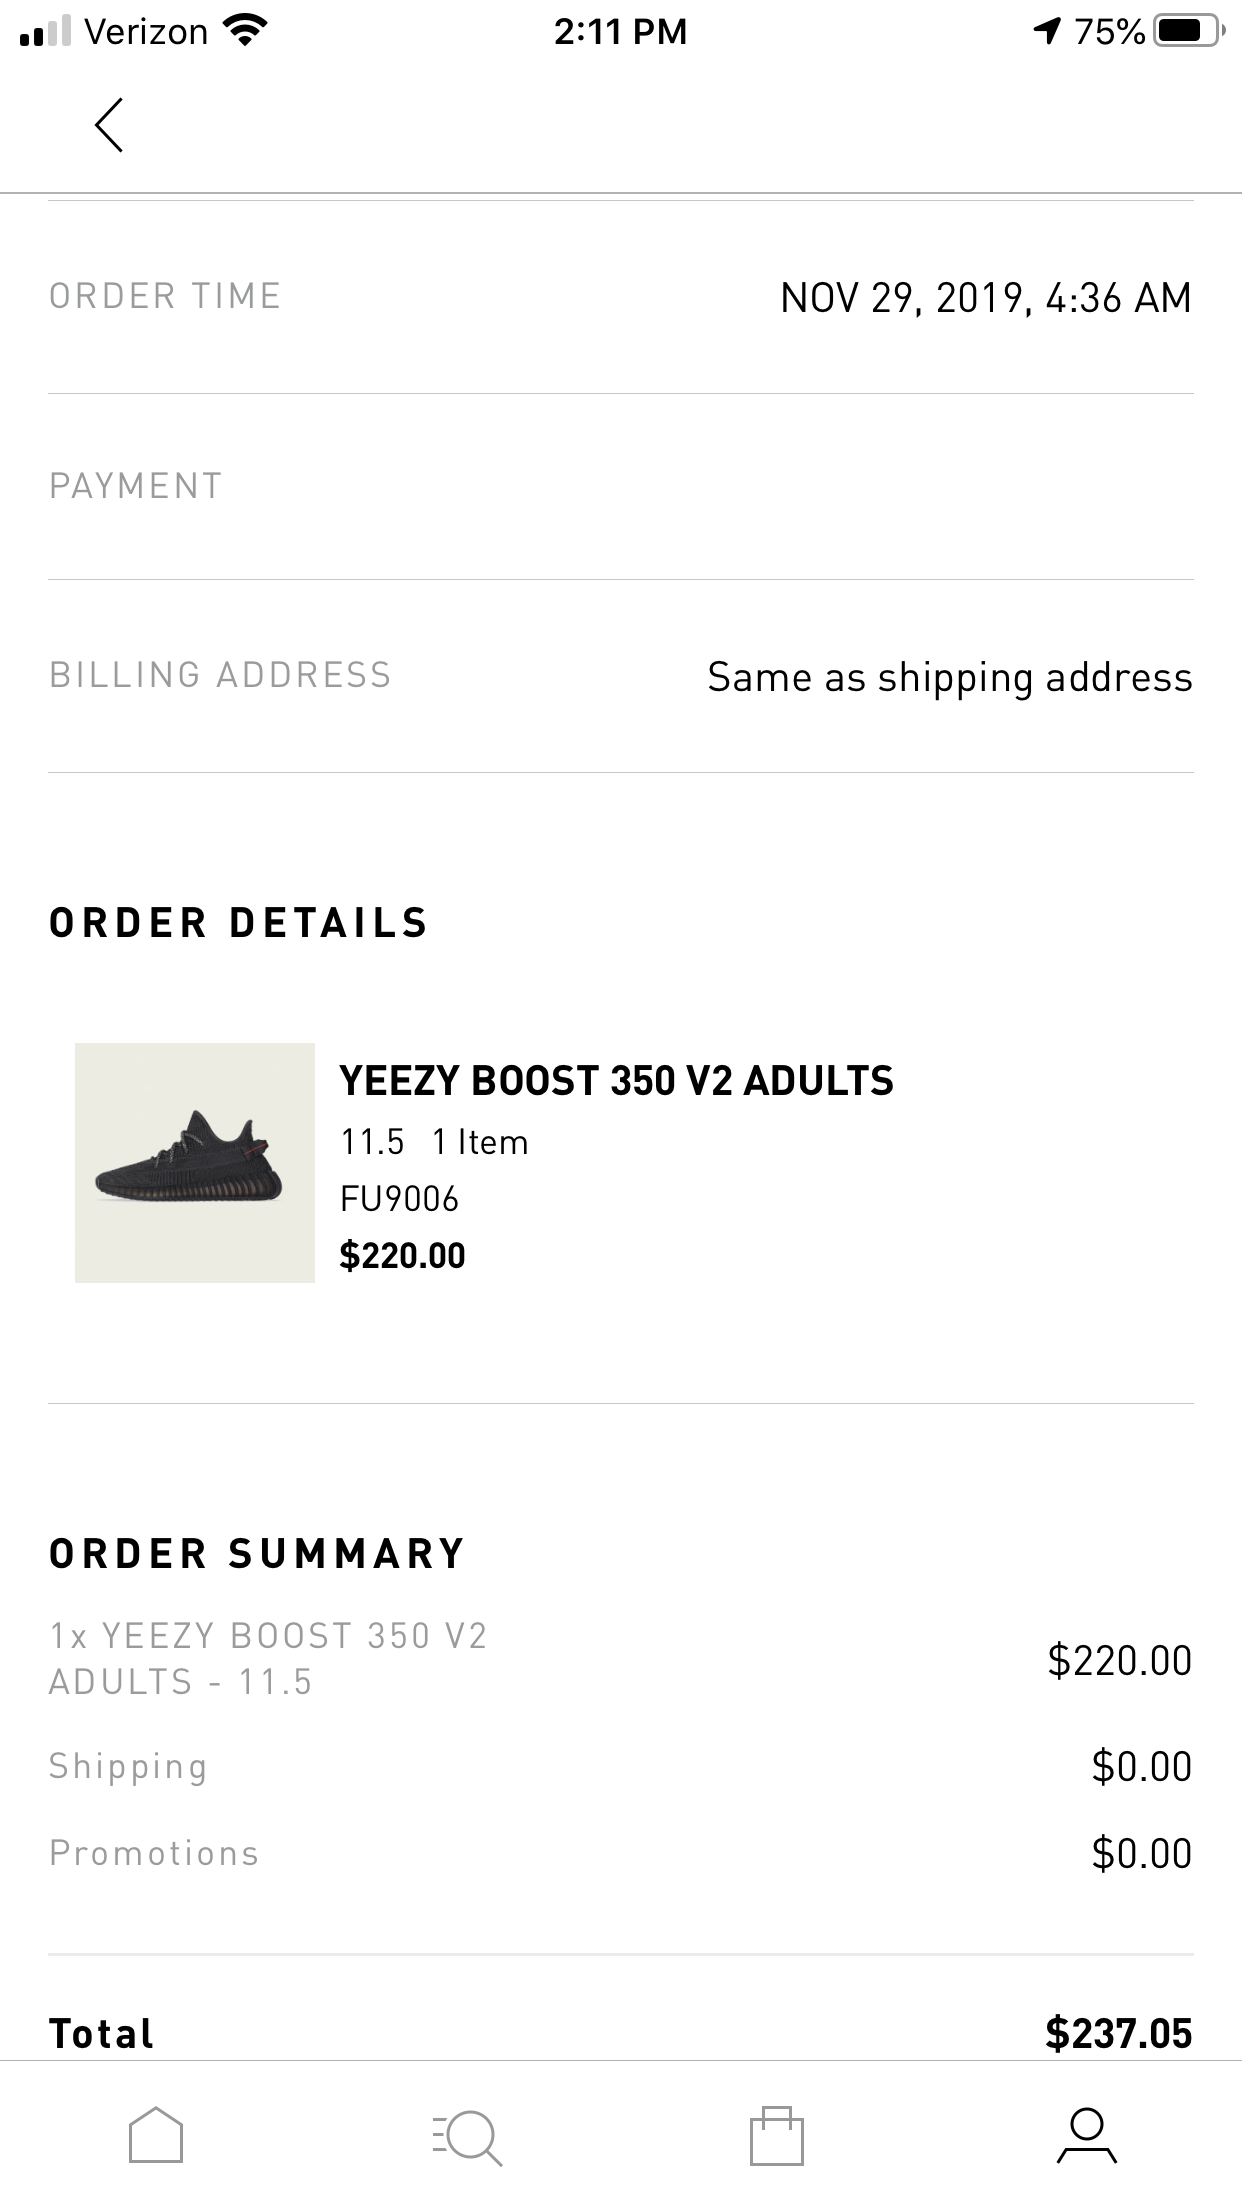 Verizon 2:11 PM 75%
ORDER TIME NOV 29, 2019, 4:36 AM
PAYMENT
BILLING ADDRESS Same as shipping address
ORDER DETAILS
YEEZY BOOST 350 V2 ADULTS
11.5 1 Item
FU9006
$220.00
ORDER SUMMARY
1x YEEZY BOOST 350 V2
ADULTS - 11.5 $220.00
Shipping $0.00
Promotions $0.00
Total $237.05